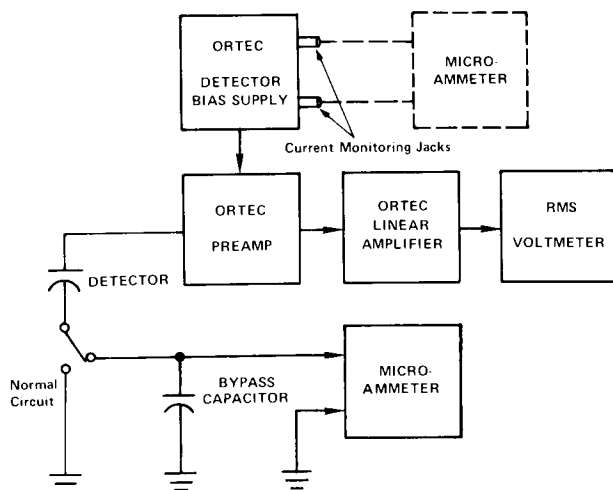 ORTEC
DETECTOR
BIAS SUPPLY
MICRO-
AMMETER
Current Monitoring Jacks
ORTEC
PREAMP
ORTEC
LINEAR
AMPLIFIER
RMS
VOLTMETER
DETECTOR
Normal
Circuit
BYPASS
CAPACITOR
MICRO-
AMMETER